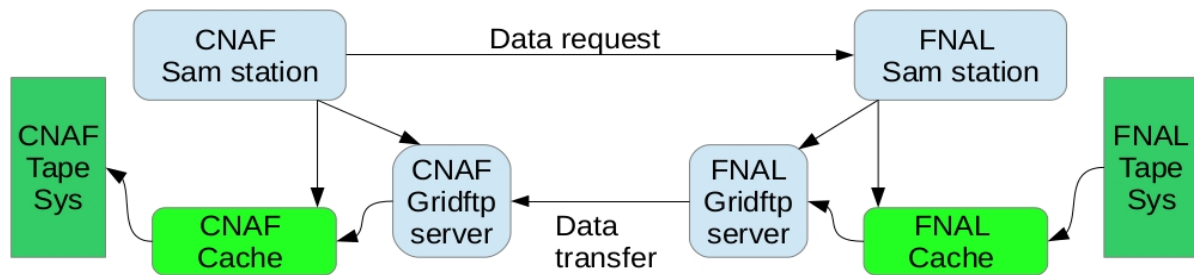 CNAF
Sam station
Data request
FNAL
Sam station
CNAF
Tape
Sys
CNAF
Gridftp
server
FNAL
Gridftp
server
FNAL
Tape
Sys
CNAF
Cache
Data
transfer
FNAL
Cache